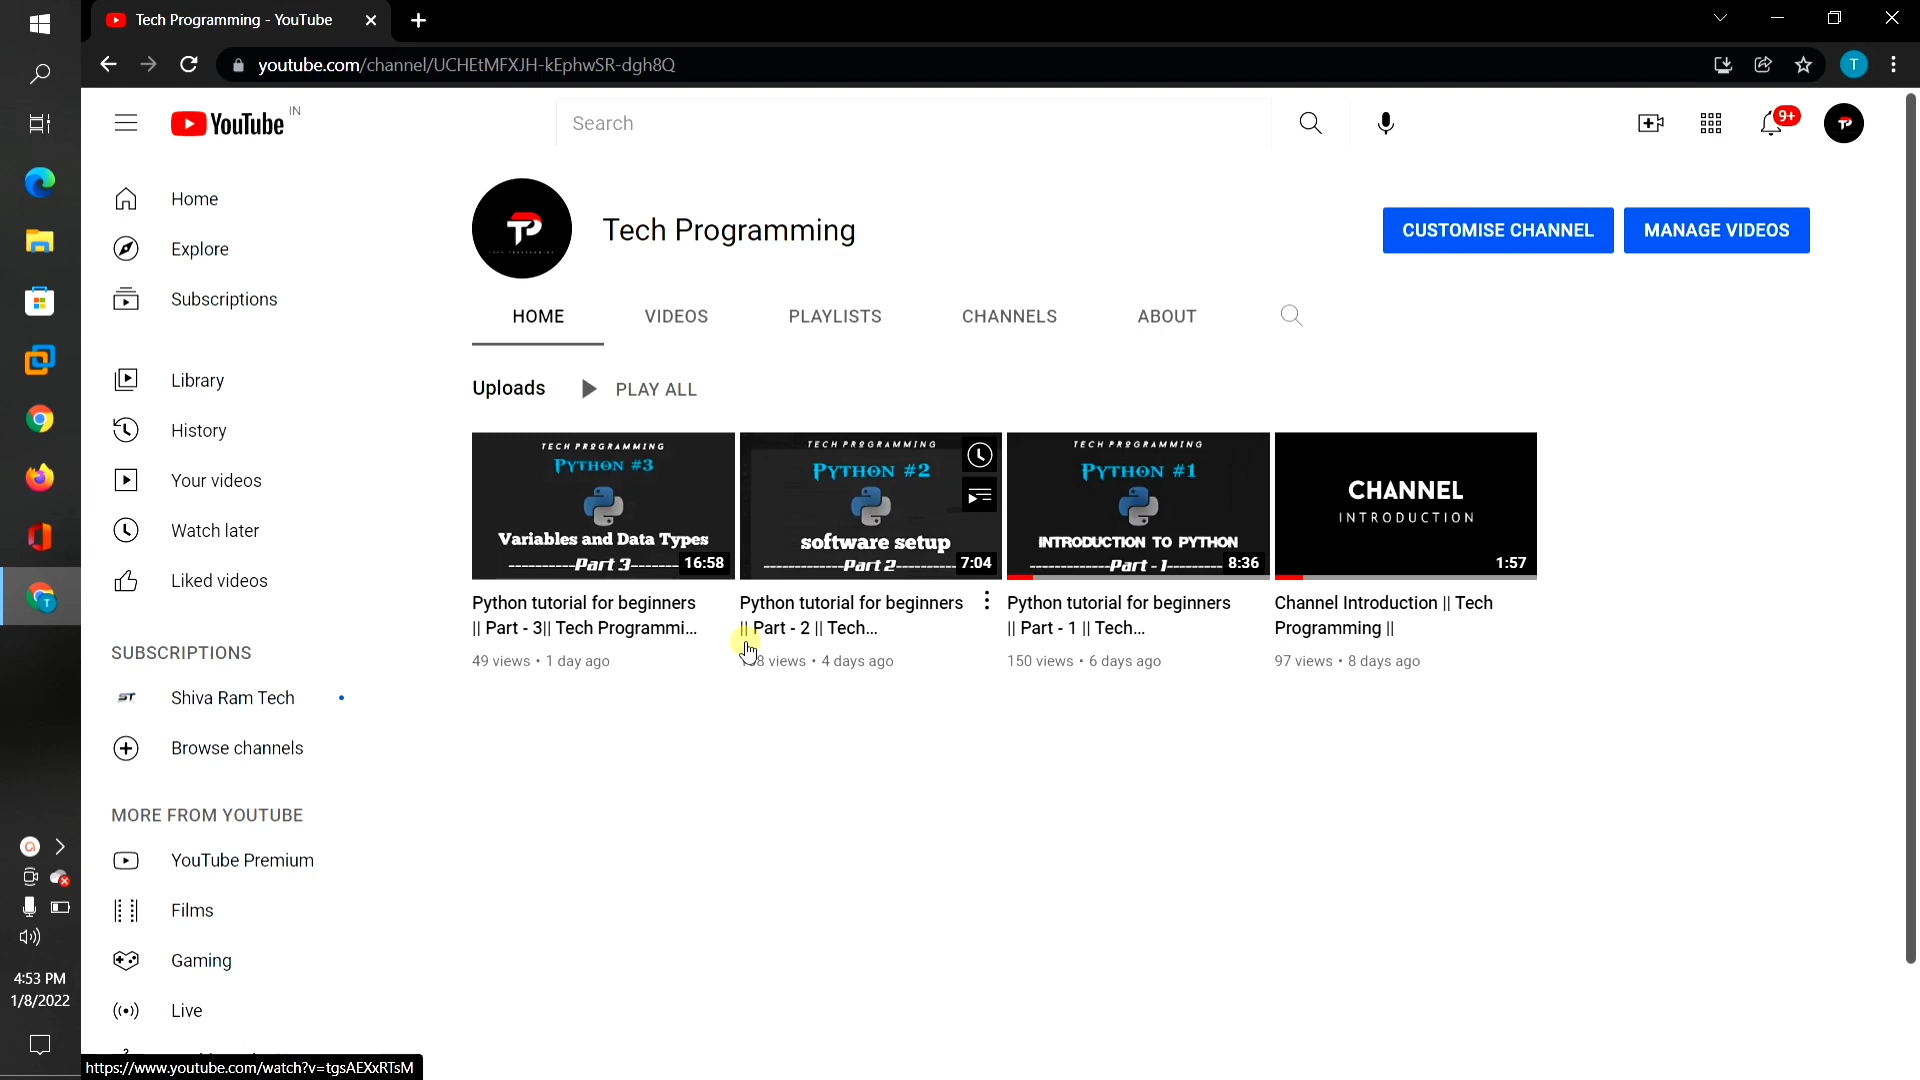 Tech Programming - YouTube
youtube.com/channel/UCHEtMFXJH-kEphwSR-dgh8Q
T
YouTube IN
Search
9+
TP
Home
Explore
Subscriptions
Library
History
Your videos
Watch later
Liked videos
SUBSCRIPTIONS
ST Shiva Ram Tech
Browse channels
MORE FROM YOUTUBE
YouTube Premium
Films
Gaming
Live
TP
Tech Programming
CUSTOMISE CHANNEL
MANAGE VIDEOS
HOME VIDEOS PLAYLISTS CHANNELS ABOUT
Uploads PLAY ALL
TECH PROGRAMMING
PYTHON #3
Variables and Data Types
----------Part 3-------
16:58
Python tutorial for beginners
|| Part - 3|| Tech Programmi...
49 views • 1 day ago
TECH PROGRAMMING
PYTHON #2
software setup
-------------Part 2----------
7:04
Python tutorial for beginners
|| Part - 2 || Tech...
views • 4 days ago
TECH PROGRAMMING
PYTHON #1
INTRODUCTION TO PYTHON
-------------Part - 1---------
8:36
Python tutorial for beginners
|| Part - 1 || Tech...
150 views • 6 days ago
CHANNEL
INTRODUCTION
1:57
Channel Introduction || Tech
Programming ||
97 views • 8 days ago
4:53 PM
1/8/2022
https://www.youtube.com/watch?v=tgsAEXxRTsM